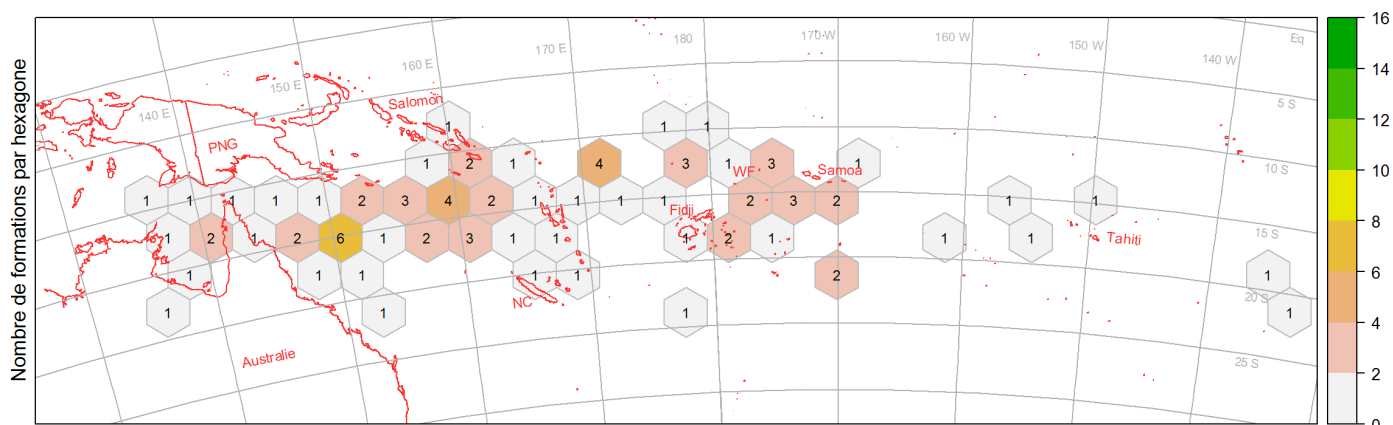 Nombre de formations par hexagone
140 E
150 E
160 E
170 E
180
170 W
160 W
150 W
140 W
Eq
5 S
10 S
15 S
20 S
25 S
Salomon
PNG
WF
Samoa
Fidji
Tahiti
NC
Australie
1 1 1
1 2 1 4 3 1 3 1
1 1 1 1 1 2 3 4 2 1 1 1 1 2 3 2 1 1
1 2 1 2 6 1 2 3 1 1 1 2 1 1 1
1 1 1 1 1 2 1
1 1 1 1
16
14
12
10
8
6
4
2
0